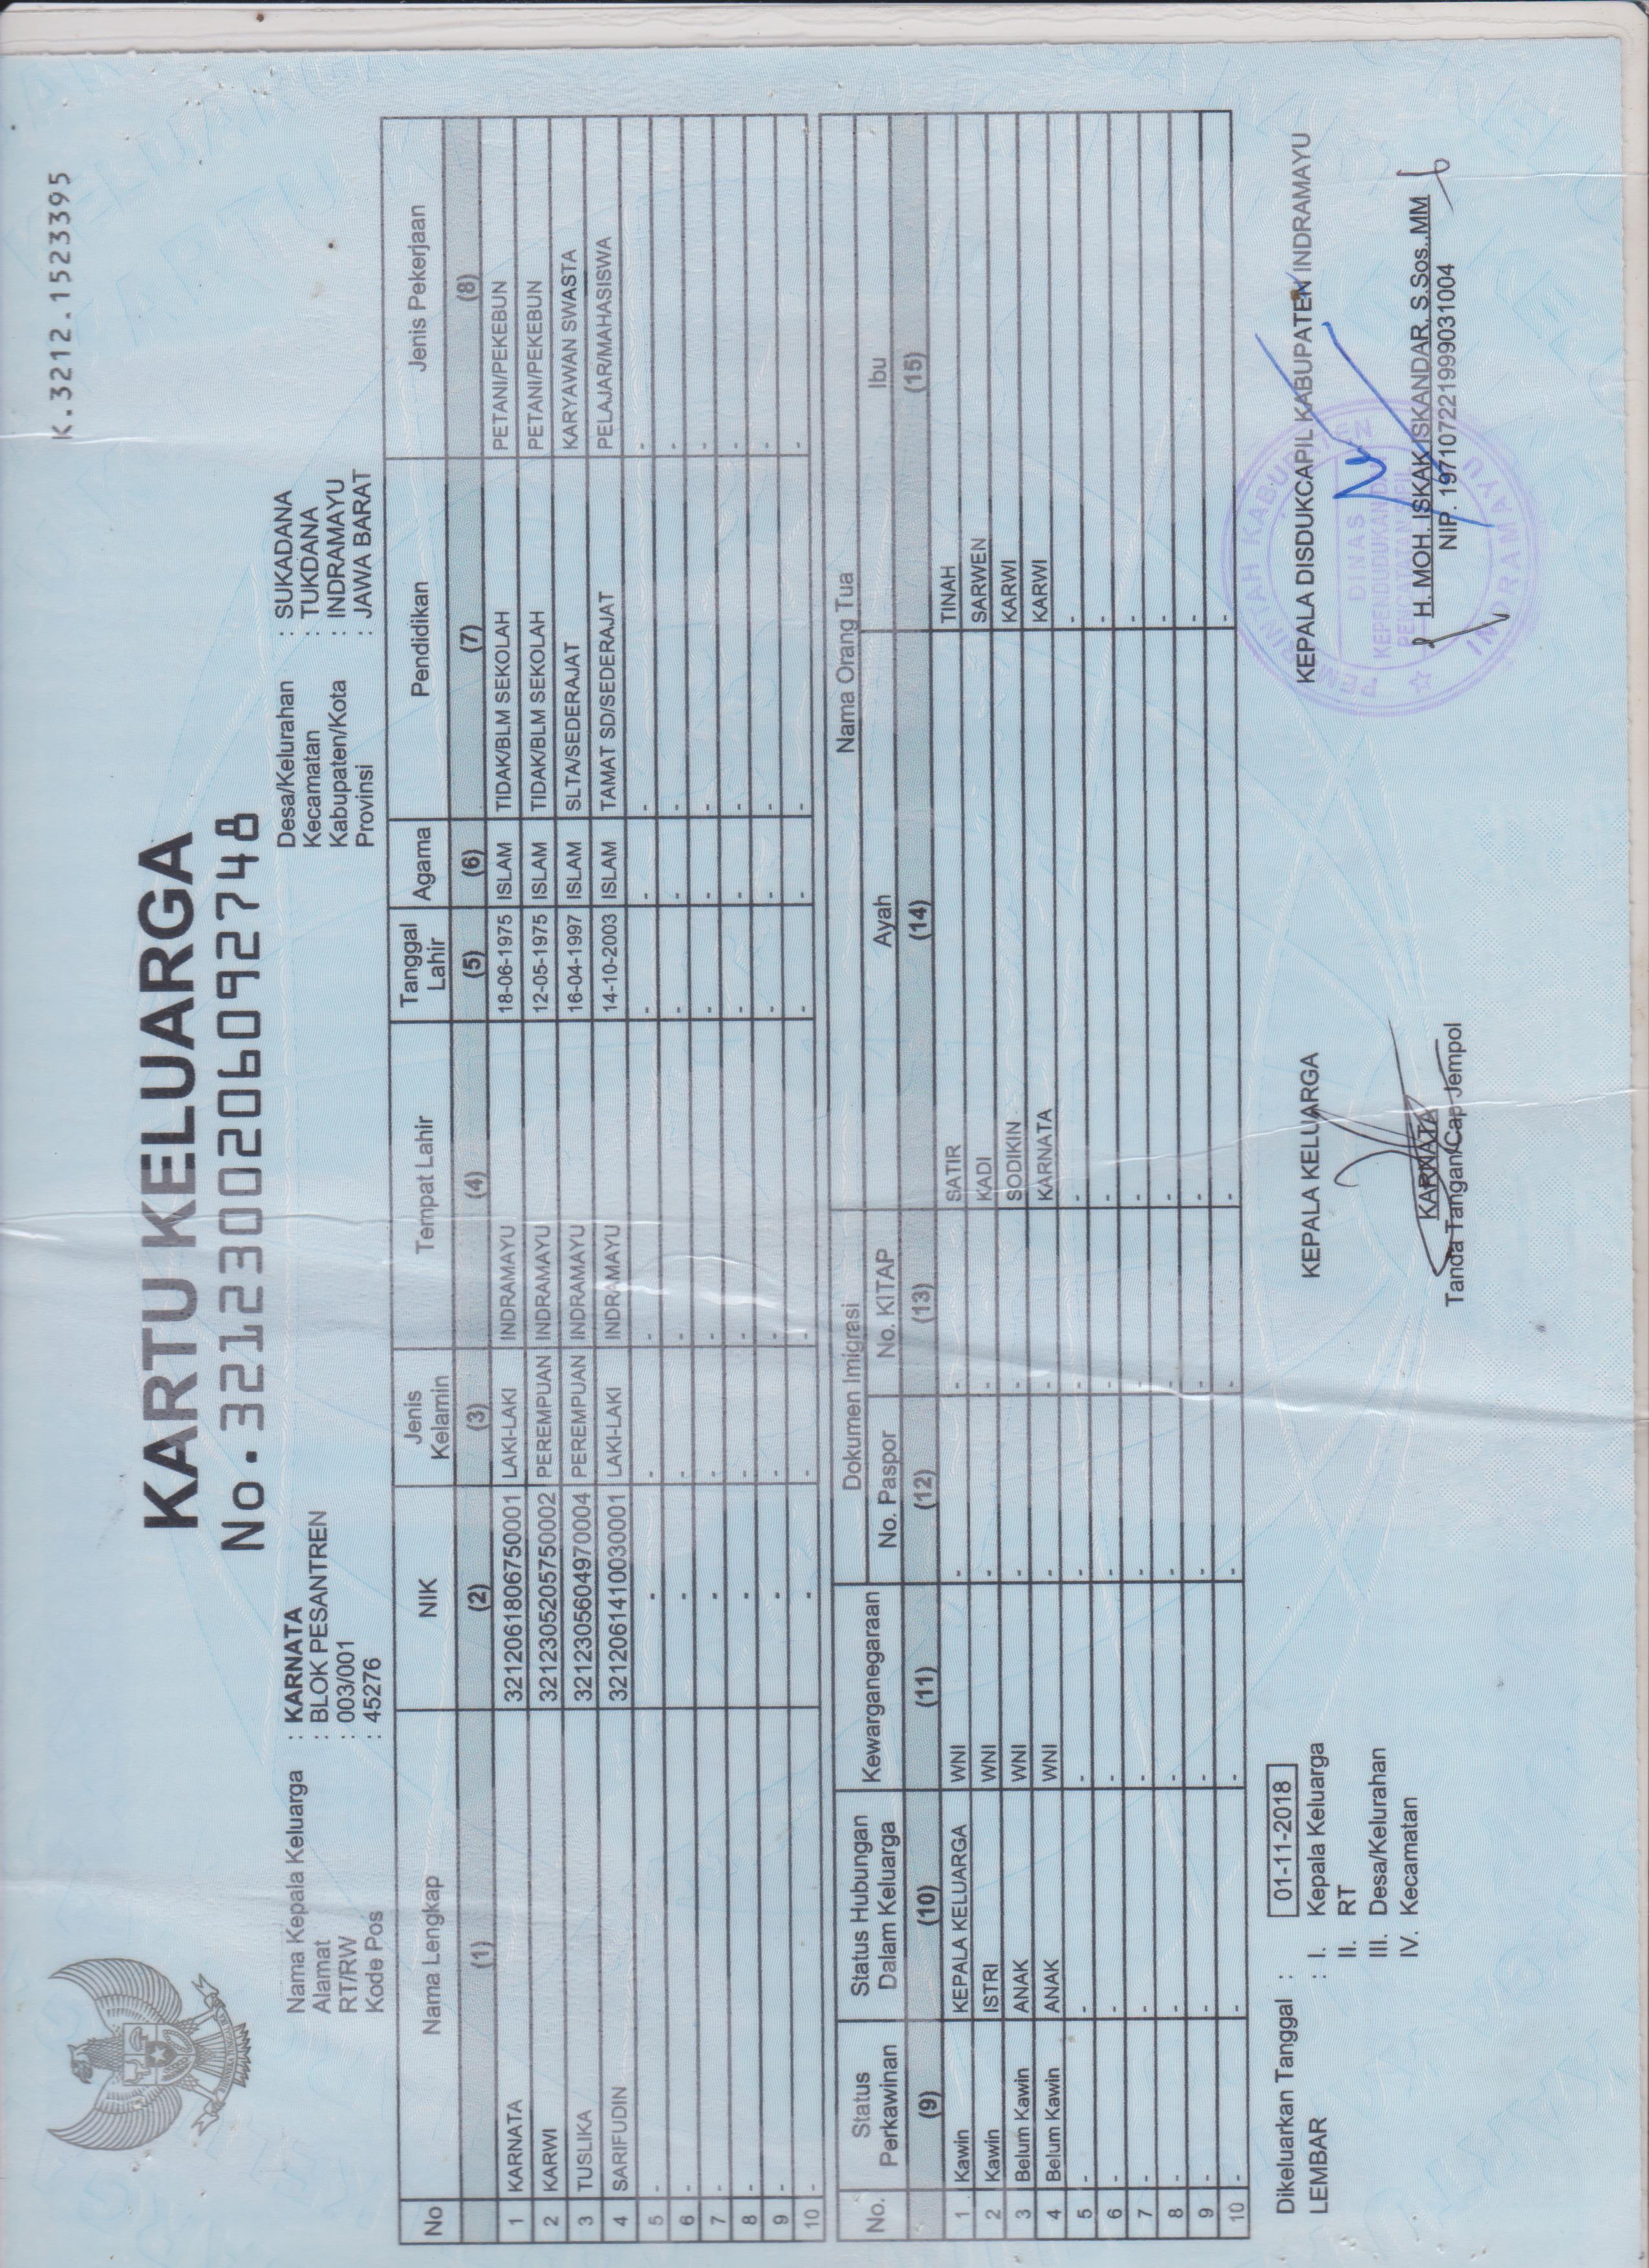 K.3212.1523395
KARTU KELUARGA
No.3212300206092748
Nama Kepala Keluarga : KARNATA
Alamat : BLOK PESANTREN
RT/RW : 003/001
Kode Pos : 45276
Desa/Kelurahan : SUKADANA
Kecamatan : TUKDANA
Kabupaten/Kota : INDRAMAYU
Provinsi : JAWA BARAT
No Nama Lengkap NIK Jenis Kelamin Tempat Lahir Tanggal Lahir Agama Pendidikan Jenis Pekerjaan
(1) (2) (3) (4) (5) (6) (7) (8)
1 KARNATA 3212061806750001 LAKI-LAKI INDRAMAYU 18-06-1975 ISLAM TIDAK/BLM SEKOLAH PETANI/PEKEBUN
2 KARWI 3212305205750002 PEREMPUAN INDRAMAYU 12-05-1975 ISLAM TIDAK/BLM SEKOLAH PETANI/PEKEBUN
3 TUSLIKA 3212305604970004 PEREMPUAN INDRAMAYU 16-04-1997 ISLAM SLTA/SEDERAJAT KARYAWAN SWASTA
4 SARIFUDIN 3212061410030001 LAKI-LAKI INDRAMAYU 14-10-2003 ISLAM TAMAT SD/SEDERAJAT PELAJAR/MAHASISWA
5 - - - - - - - -
6 - - - - - - - -
7 - - - - - - - -
8 - - - - - - - -
9 - - - - - - - -
10 - - - - - - - -
No. Status Perkawinan Status Hubungan Dalam Keluarga Kewarganegaraan Dokumen Imigrasi Nama Orang Tua
No. Paspor No. KITAP Ayah Ibu
(9) (10) (11) (12) (13) (14) (15)
1 Kawin KEPALA KELUARGA WNI - - SATIR TINAH
2 Kawin ISTRI WNI - - KADI SARWEN
3 Belum Kawin ANAK WNI - - SODIKIN KARWI
4 Belum Kawin ANAK WNI - - KARNATA KARWI
5 - - - - - - -
6 - - - - - - -
7 - - - - - - -
8 - - - - - - -
9 - - - - - - -
10 - - - - - - -
Dikeluarkan Tanggal : 01-11-2018
LEMBAR : I. Kepala Keluarga
II. RT
III. Desa/Kelurahan
IV. Kecamatan
KEPALA KELUARGA
KARNATA
Tanda Tangan/Cap Jempol
KEPALA DISDUKCAPIL KABUPATEN INDRAMAYU
PEMERINTAH KABUPATEN
DINAS
KEPENDUDUKAN DAN
PENCATATAN SIPIL
INDRAMAYU
H. MOH. ISKAK ISKANDAR, S.Sos.,MM
NIP. 197107221999031004